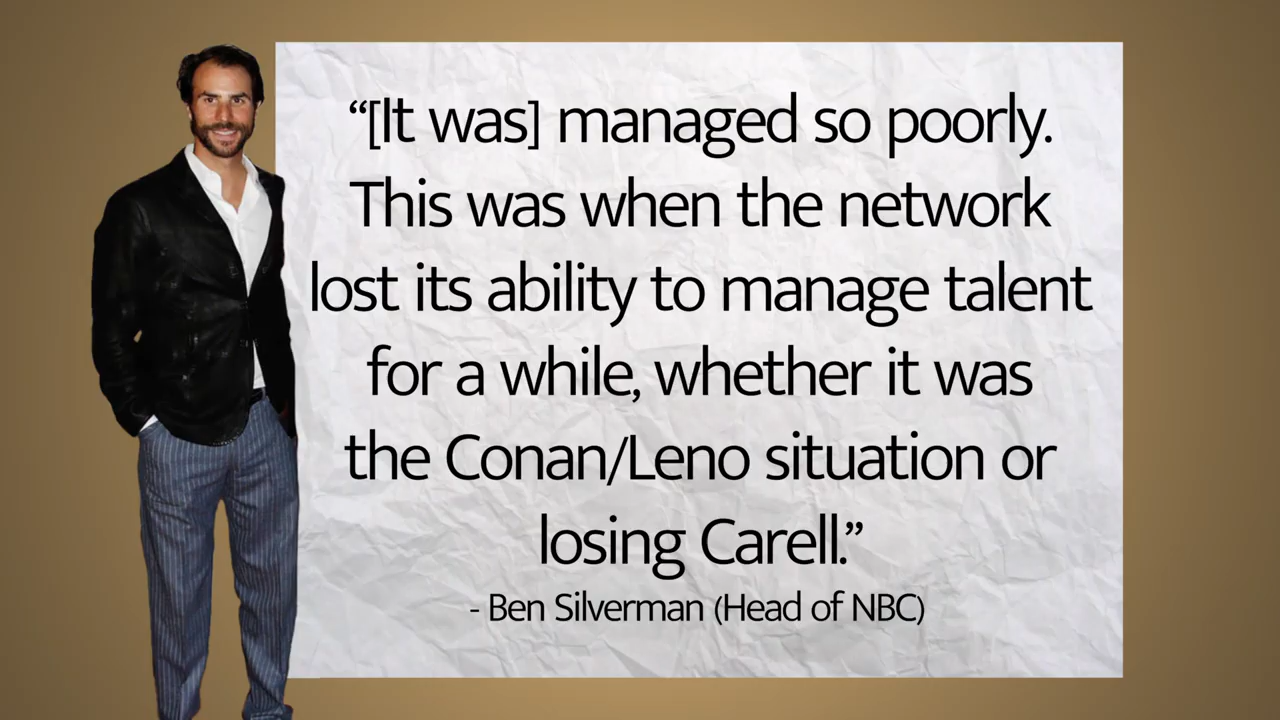 “[It was] managed so poorly.
This was when the network
lost its ability to manage talent
for a while, whether it was
the Conan/Leno situation or
losing Carell.”
- Ben Silverman (Head of NBC)